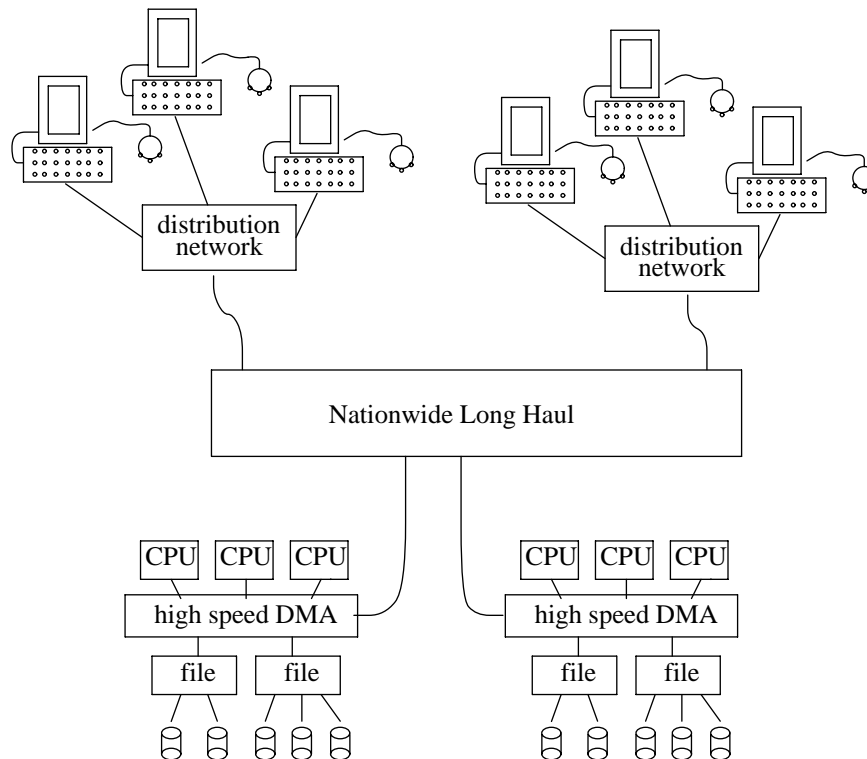 distribution
network
distribution
network
Nationwide Long Haul
CPU CPU CPU
CPU CPU CPU
high speed DMA
high speed DMA
file file
file file